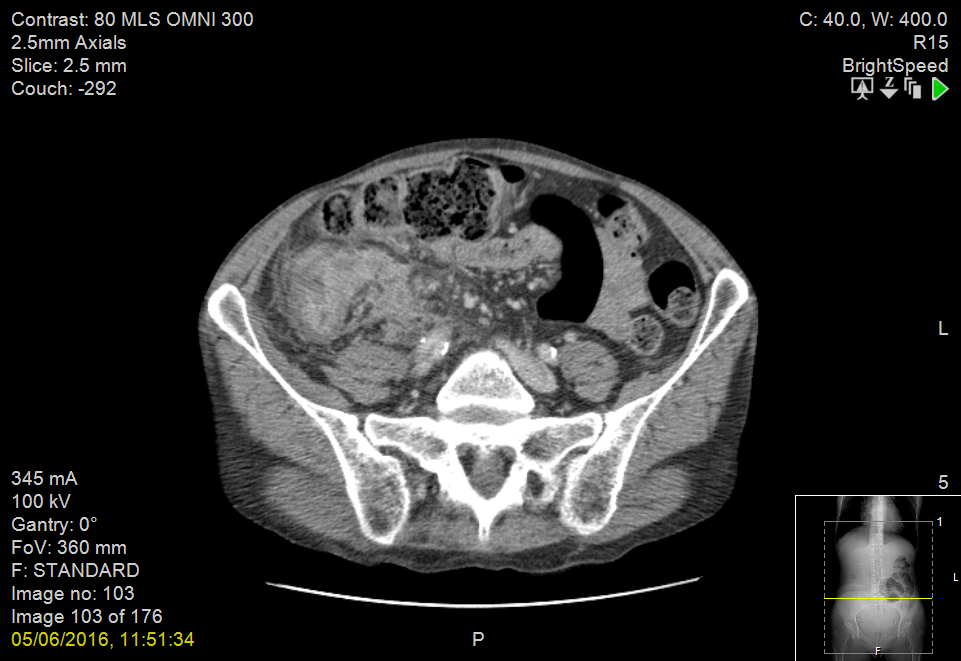 Contrast: 80 MLS OMNI 300
2.5mm Axials
Slice: 2.5 mm
Couch: -292
C: 40.0, W: 400.0
R15
BrightSpeed
Z
L
5
345 mA
100 kV
Gantry: 0°
FoV: 360 mm
F: STANDARD
Image no: 103
Image 103 of 176
05/06/2016, 11:51:34
P
1
L
F